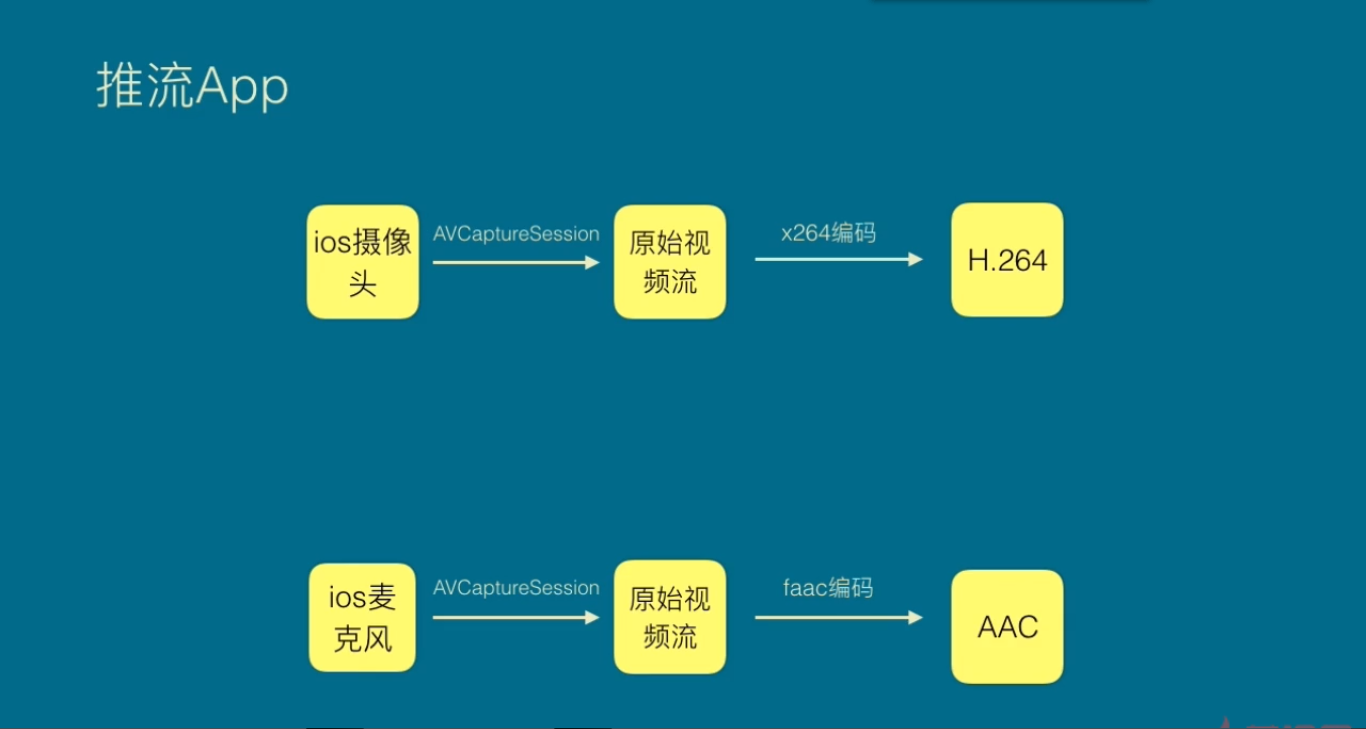 推流App
ios摄像
头
AVCaptureSession
原始视
频流
x264编码
H.264
ios麦
克风
AVCaptureSession
原始视
频流
faac编码
AAC